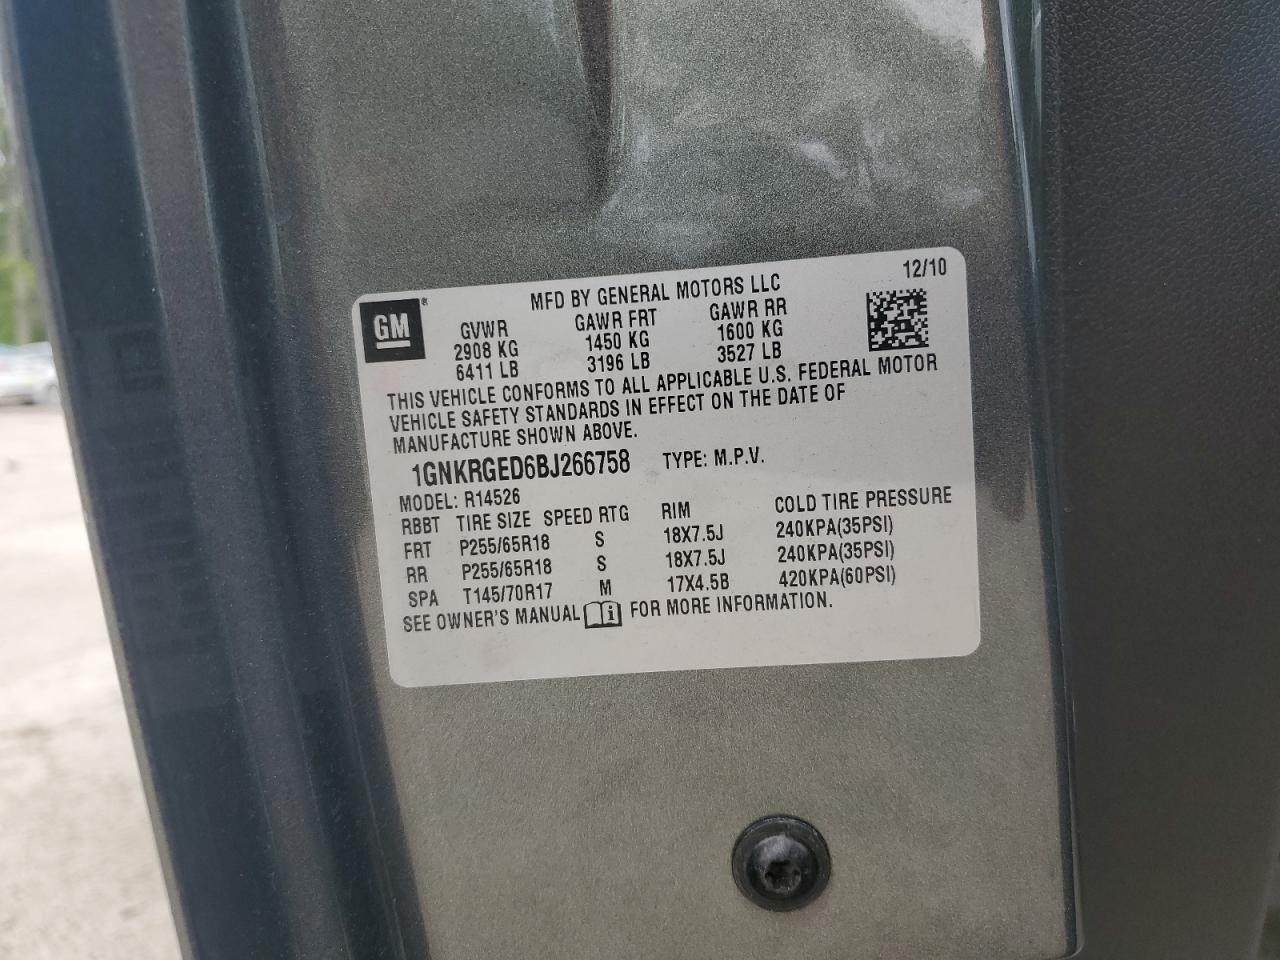 12/10
MFD BY GENERAL MOTORS LLC
GM®
GVWR GAWR FRT GAWR RR
2908 KG 1450 KG 1600 KG
6411 LB 3196 LB 3527 LB
THIS VEHICLE CONFORMS TO ALL APPLICABLE U.S. FEDERAL MOTOR
VEHICLE SAFETY STANDARDS IN EFFECT ON THE DATE OF
MANUFACTURE SHOWN ABOVE.
1GNKRGED6BJ266758 TYPE: M.P.V.
MODEL: R14526
RBBT TIRE SIZE SPEED RTG RIM COLD TIRE PRESSURE
FRT P255/65R18 S 18X7.5J 240KPA(35PSI)
RR P255/65R18 S 18X7.5J 240KPA(35PSI)
SPA T145/70R17 M 17X4.5B 420KPA(60PSI)
SEE OWNER'S MANUAL i FOR MORE INFORMATION.